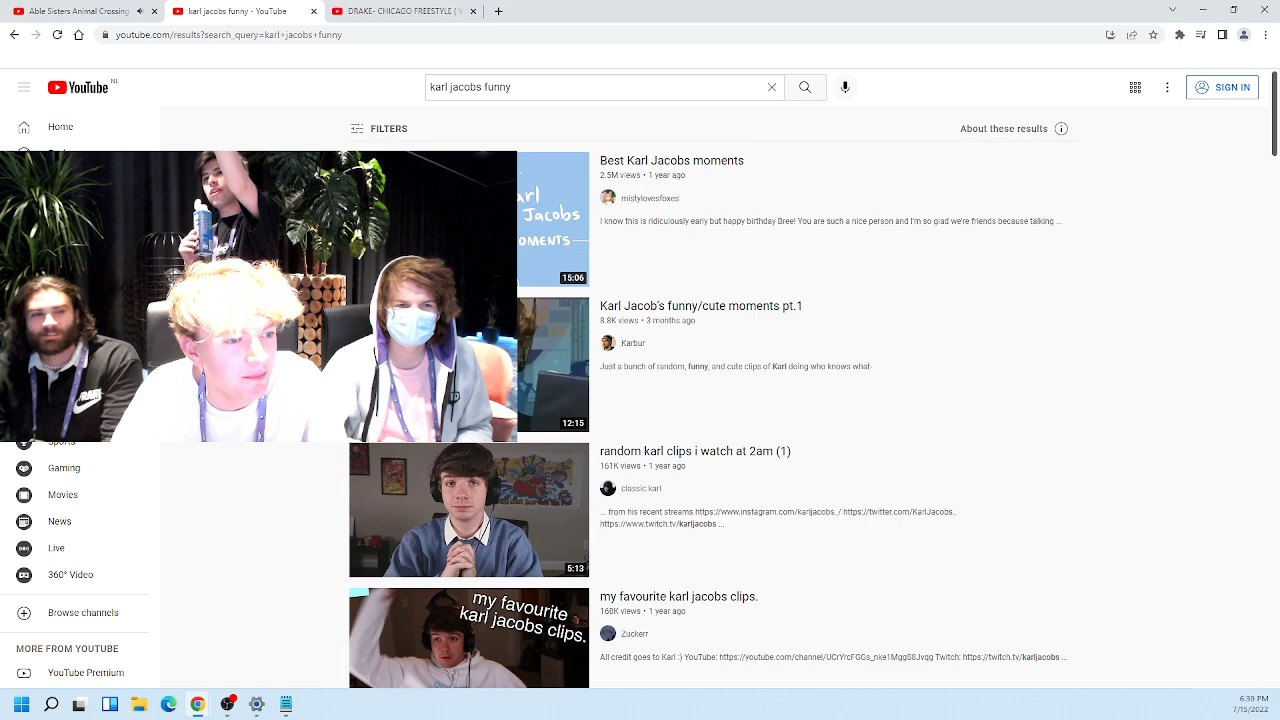 Able Sisters Animal Crossing
karl jacobs funny - YouTube
DRAKE- CHICAGO FREESTYLE ( V
youtube.com/results?search_query=karl+jacobs+funny
YouTube NL
karl jacobs funny
SIGN IN
Home
FILTERS
About these results
arl
Jacobs
OMENTS
15:06
Best Karl Jacobs moments
2.5M views • 1 year ago
mistylovesfoxes
I know this is ridiculously early but happy birthday Bree! You are such a nice person and I'm so glad we're friends because talking ...
12:15
Karl Jacob's funny/cute moments pt.1
8.8K views • 3 months ago
Karbur
Just a bunch of random, funny, and cute clips of Karl doing who knows what-
Sports
Gaming
Movies
News
Live
360° Video
Browse channels
MORE FROM YOUTUBE
YouTube Premium
5:13
random karl clips i watch at 2am (1)
161K views • 1 year ago
classic karl
... from his recent streams https://www.instagram.com/karljacobs_/ https://twitter.com/KarlJacobs_
https://www.twitch.tv/karljacobs ...
my favourite
karl jacobs clips.
my favourite karl jacobs clips.
168K views • 1 year ago
Zuckerr
All credit goes to Karl :) YouTube: Twitch: https://twitch.tv/karljacobs ...
6:39 PM
7/15/2022